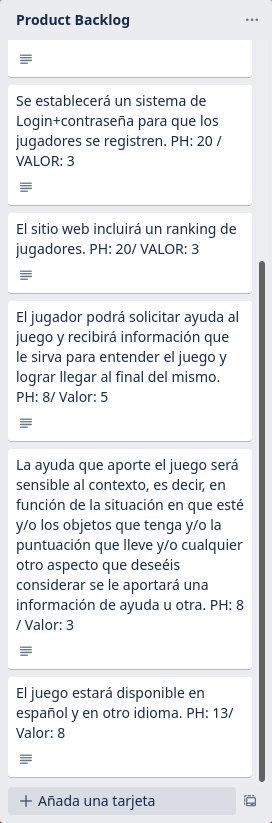 Product Backlog
Se establecerá un sistema de
Login+contraseña para que los
jugadores se registren. PH: 20 /
VALOR: 3
El sitio web incluirá un ranking de
jugadores. PH: 20/ VALOR: 3
El jugador podrá solicitar ayuda al
juego y recibirá información que
le sirva para entender el juego y
lograr llegar al final del mismo.
PH: 8/ Valor: 5
La ayuda que aporte el juego será
sensible al contexto, es decir, en
función de la situación en que esté
y/o los objetos que tenga y/o la
puntuación que lleve y/o cualquier
otro aspecto que deseéis
considerar se le aportará una
información de ayuda u otra. PH: 8
/ Valor: 3
El juego estará disponible en
español y en otro idioma. PH: 13/
Valor: 8
Añada una tarjeta